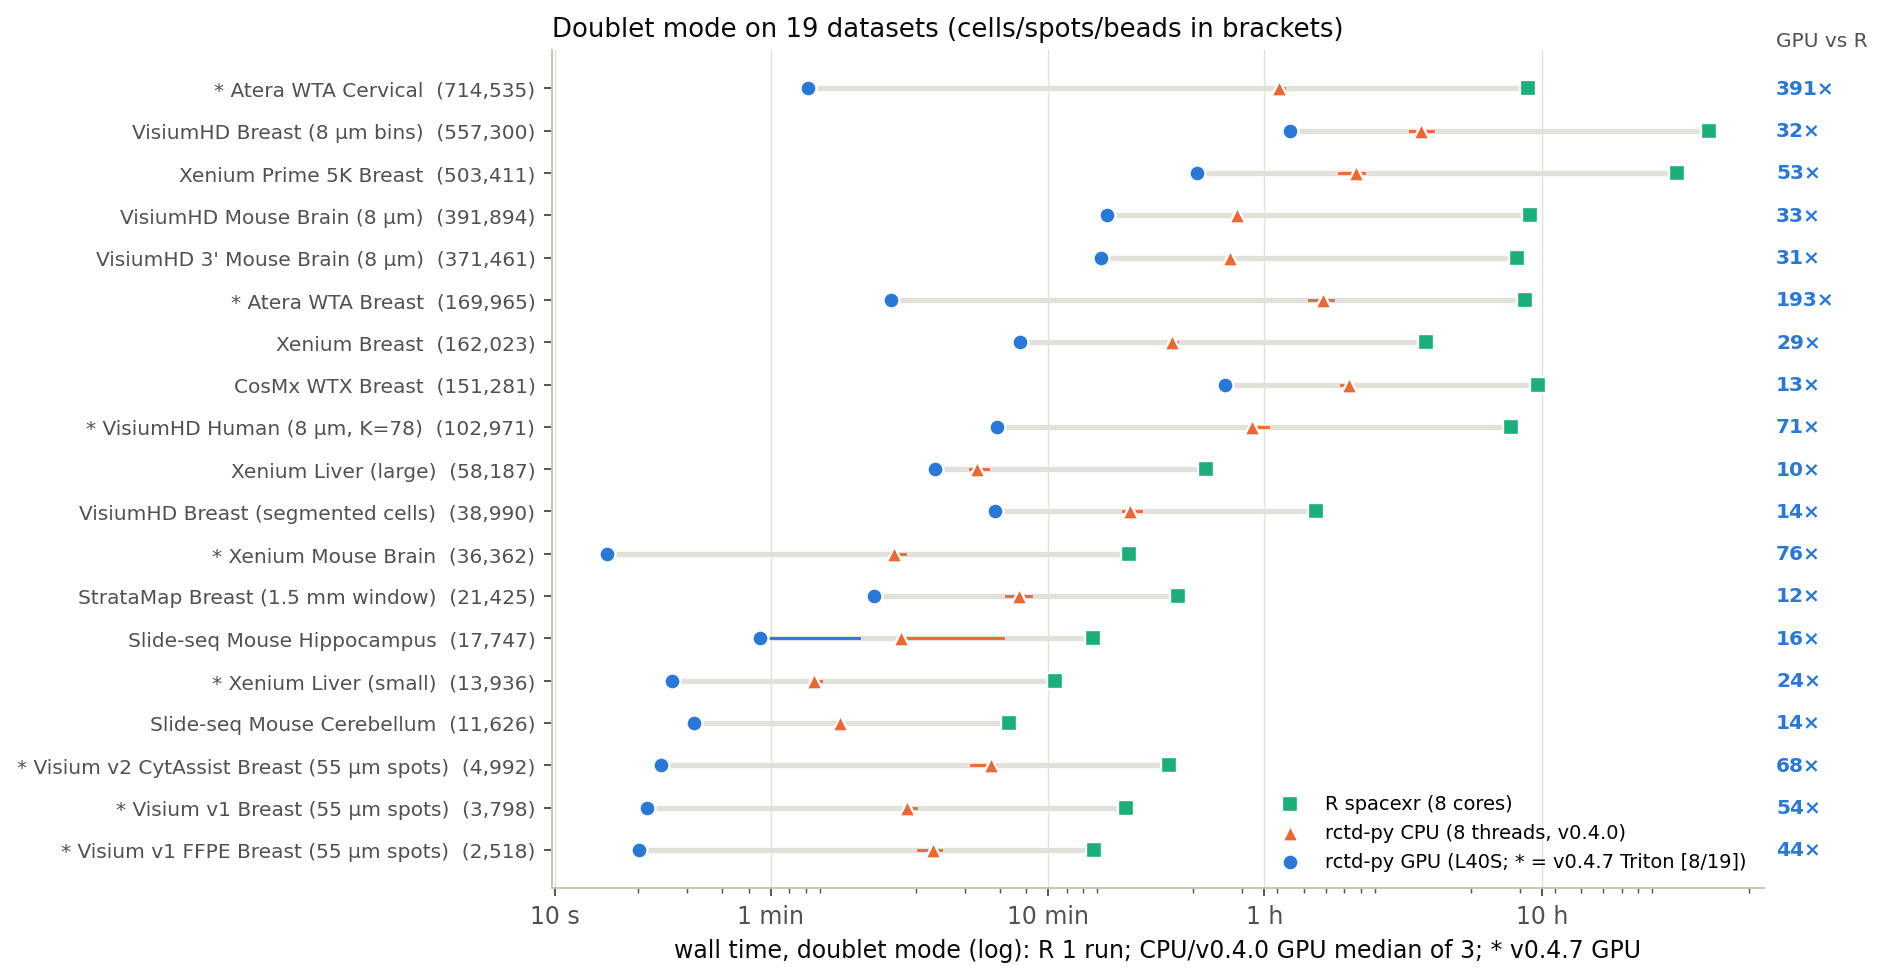 Doublet mode on 19 datasets (cells/spots/beads in brackets)
GPU vs R
* Atera WTA Cervical (714,535) 391×
VisiumHD Breast (8 µm bins) (557,300) 32×
Xenium Prime 5K Breast (503,411) 53×
VisiumHD Mouse Brain (8 µm) (391,894) 33×
VisiumHD 3' Mouse Brain (8 µm) (371,461) 31×
* Atera WTA Breast (169,965) 193×
Xenium Breast (162,023) 29×
CosMx WTX Breast (151,281) 13×
* VisiumHD Human (8 µm, K=78) (102,971) 71×
Xenium Liver (large) (58,187) 10×
VisiumHD Breast (segmented cells) (38,990) 14×
* Xenium Mouse Brain (36,362) 76×
StrataMap Breast (1.5 mm window) (21,425) 12×
Slide-seq Mouse Hippocampus (17,747) 16×
* Xenium Liver (small) (13,936) 24×
Slide-seq Mouse Cerebellum (11,626) 14×
* Visium v2 CytAssist Breast (55 µm spots) (4,992) 68×
* Visium v1 Breast (55 µm spots) (3,798) 54×
* Visium v1 FFPE Breast (55 µm spots) (2,518) 44×
R spacexr (8 cores)
rctd-py CPU (8 threads, v0.4.0)
rctd-py GPU (L40S; * = v0.4.7 Triton [8/19])
10 s 1 min 10 min 1 h 10 h
wall time, doublet mode (log): R 1 run; CPU/v0.4.0 GPU median of 3; * v0.4.7 GPU